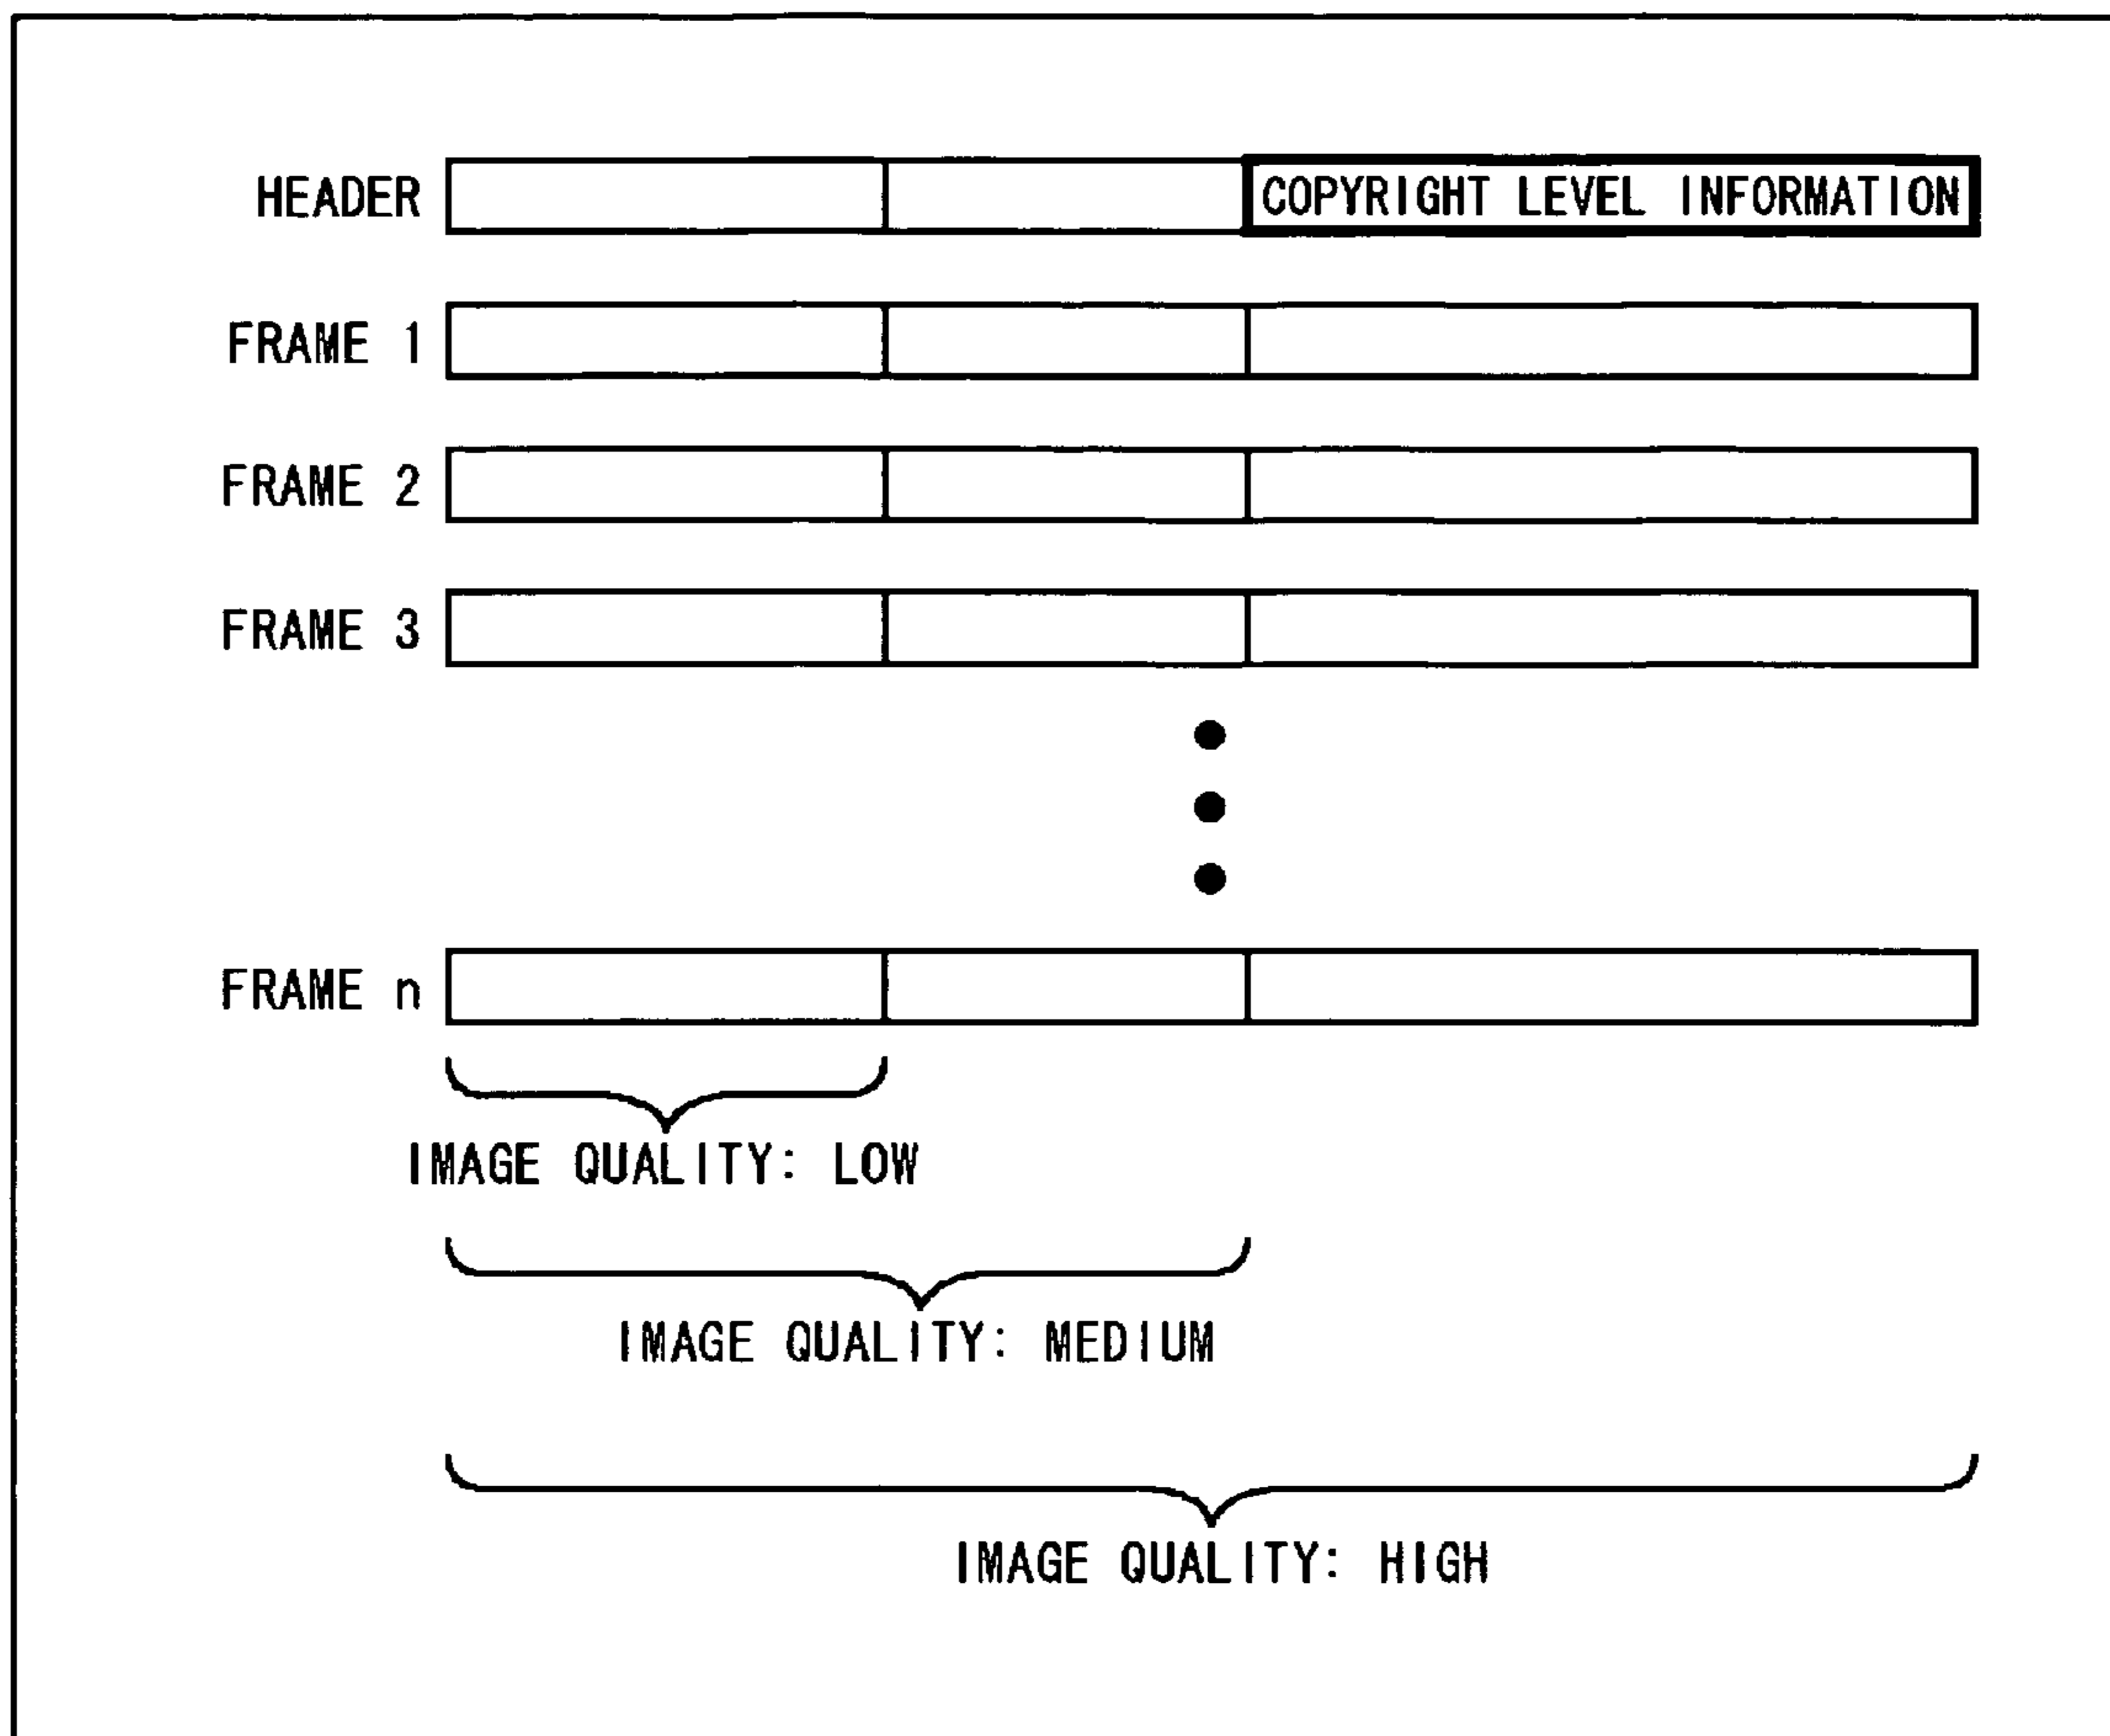 HEADER COPYRIGHT LEVEL INFORMATION
FRAME 1
FRAME 2
FRAME 3
FRAME n
IMAGE QUALITY: LOW
IMAGE QUALITY: MEDIUM
IMAGE QUALITY: HIGH